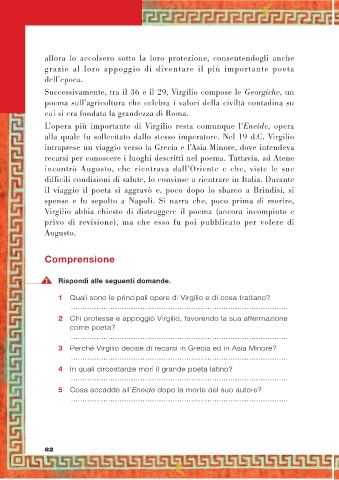 allora lo accolsero sotto la loro protezione, consentendogli anche
grazie al loro appoggio di diventare il più importante poeta
dell'epoca.
Successivamente, tra il 36 e il 29, Virgilio compose le Georgiche, un
poema sull'agricoltura che celebra i valori della civiltà contadina su
cui si era fondata la grandezza di Roma.
L'opera più importante di Virgilio resta comunque l'Eneide, opera
alla quale fu sollecitato dallo stesso imperatore. Nel 19 d.C. Virgilio
intraprese un viaggio verso la Grecia e l'Asia Minore, dove intendeva
recarsi per conoscere i luoghi descritti nel poema. Tuttavia, ad Atene
incontrò Augusto, che rientrava dall'Oriente e che, viste le sue
difficili condizioni di salute, lo convinse a rientrare in Italia. Durante
il viaggio il poeta si aggravò e, poco dopo lo sbarco a Brindisi, si
spense e fu sepolto a Napoli. Si narra che, poco prima di morire,
Virgilio abbia chiesto di distruggere il poema (ancora incompiuto e
privo di revisione), ma che esso fu poi pubblicato per volere di
Augusto.
Comprensione
1 Rispondi alle seguenti domande.
1 Quali sono le principali opere di Virgilio e di cosa trattano?
2 Chi protesse e appoggiò Virgilio, favorendo la sua affermazione
come poeta?
3 Perché Virgilio decise di recarsi in Grecia ed in Asia Minore?
4 In quali circostanze morì il grande poeta latino?
5 Cosa accadde all'Eneide dopo la morte del suo autore?
82